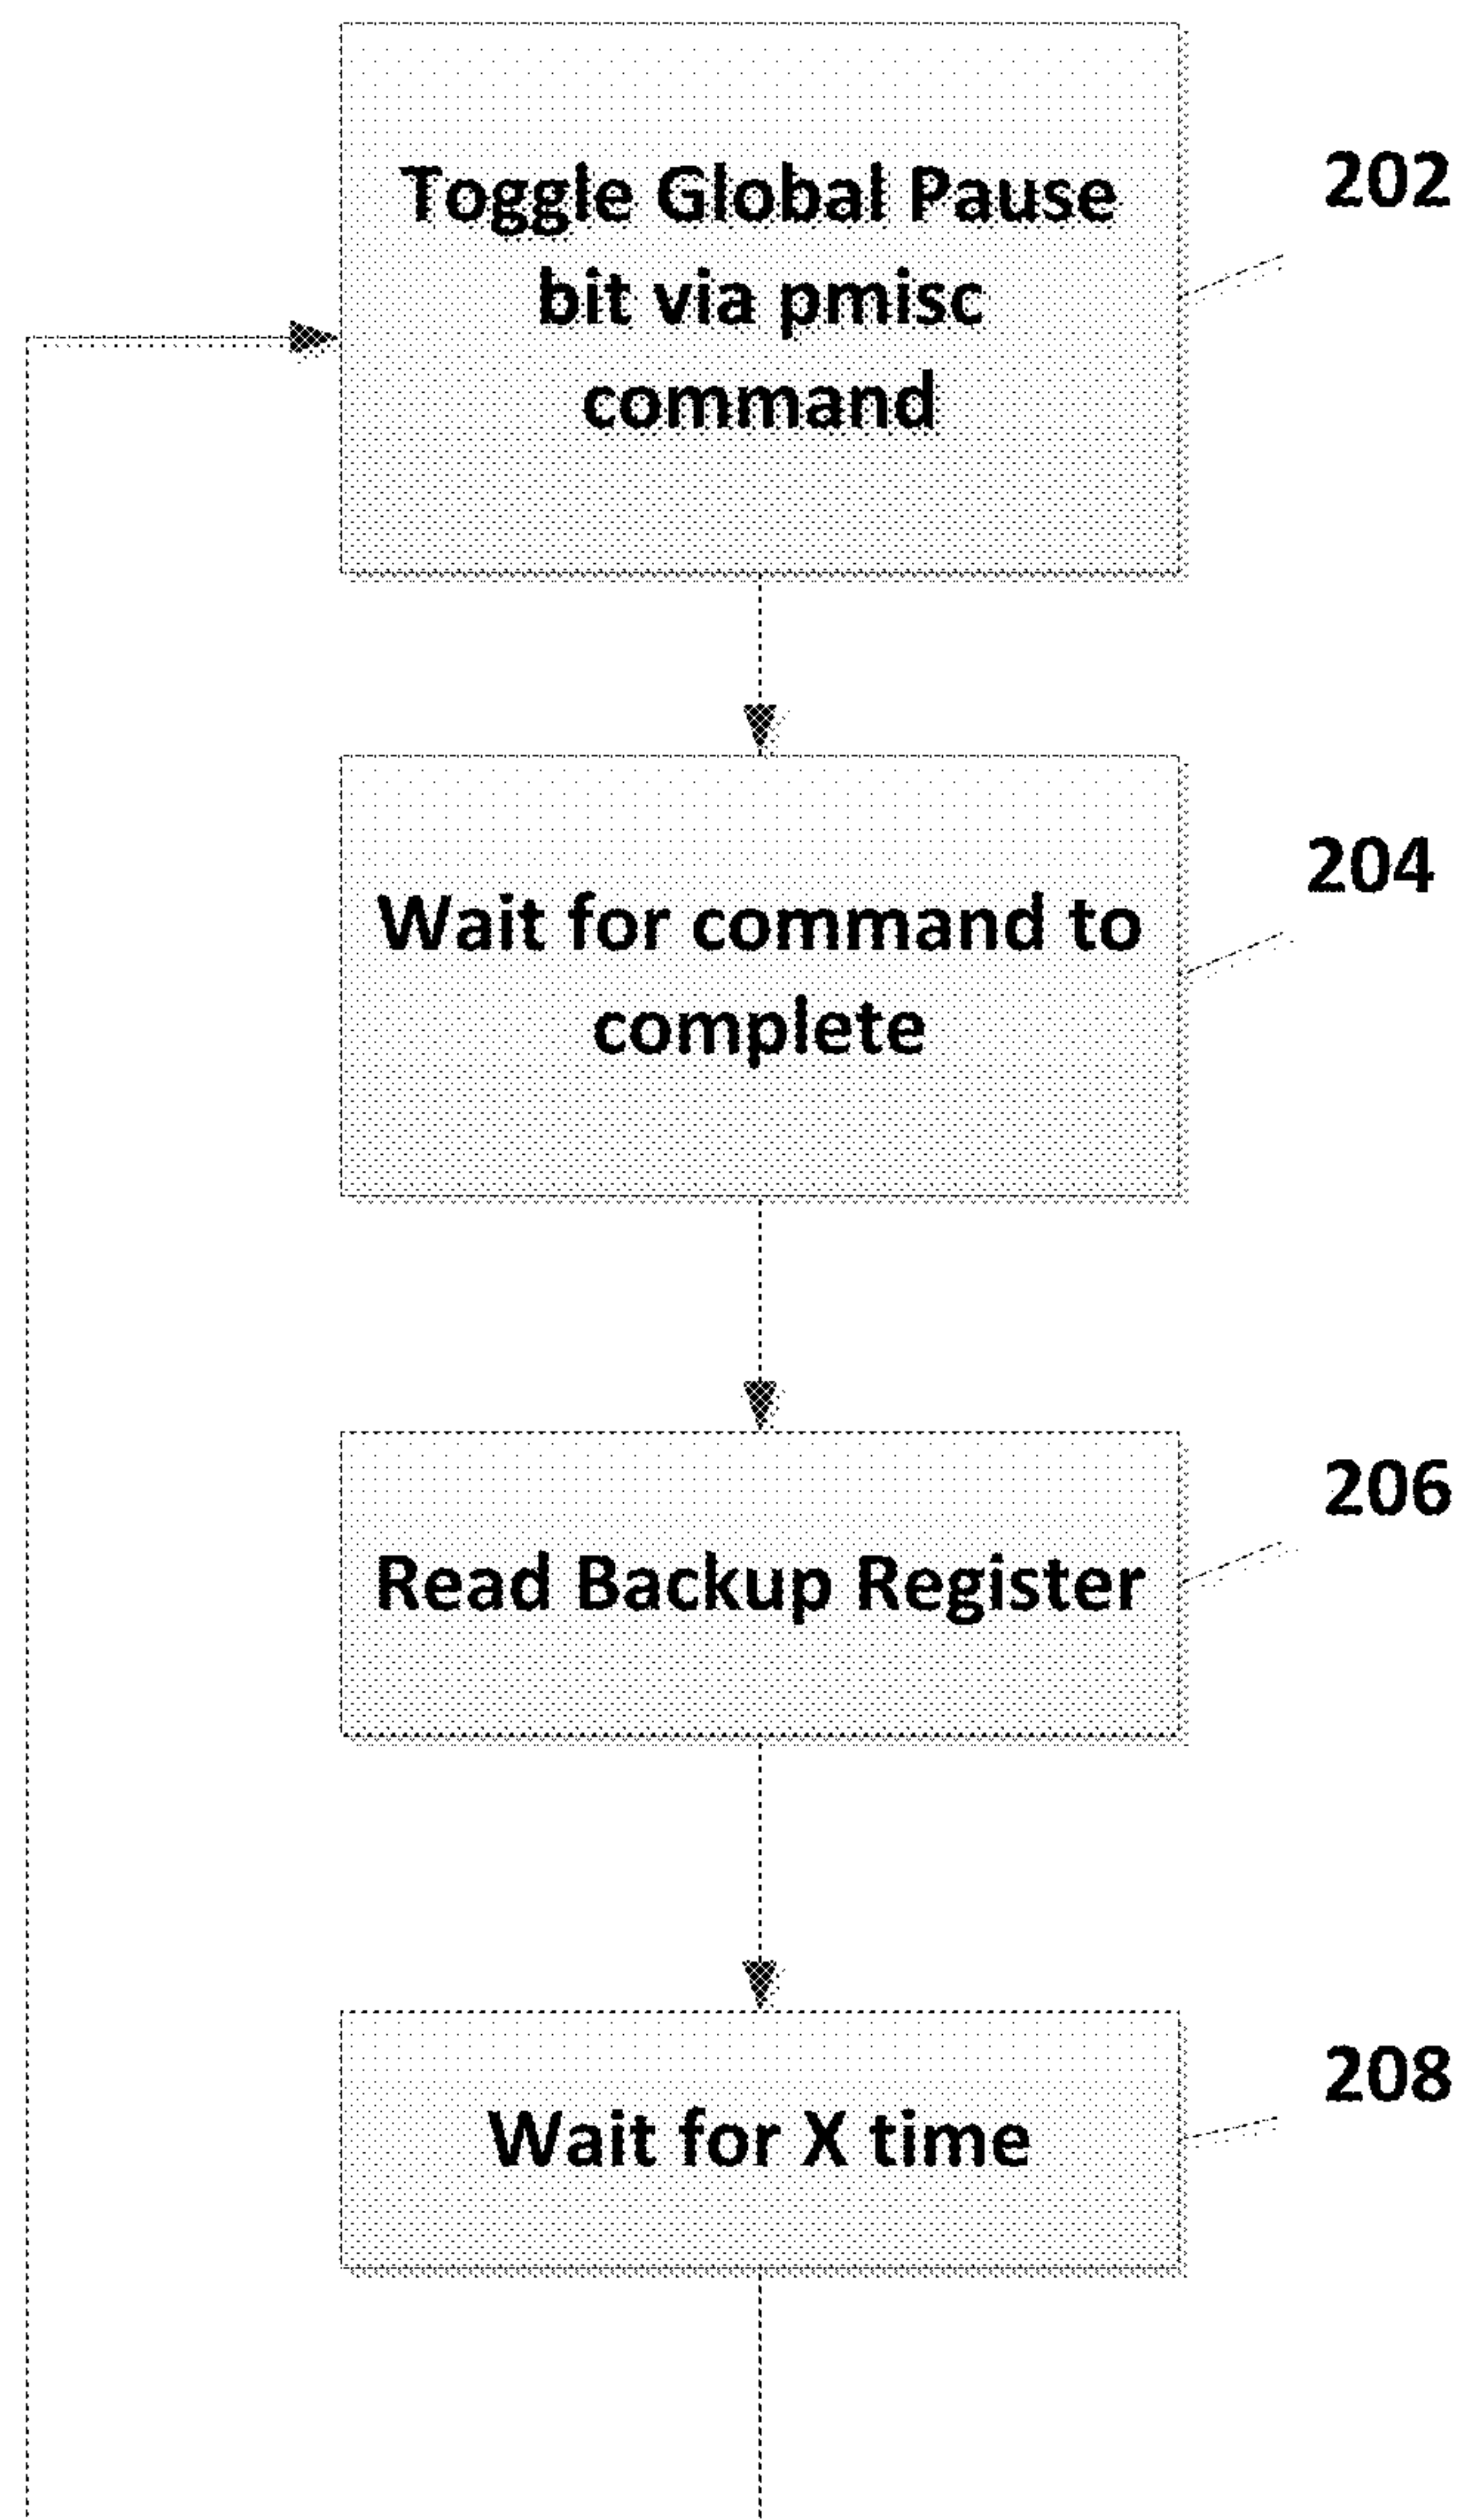 Toggle Global Pause
bit via pmisc
command
202
Wait for command to
complete
204
Read Backup Register
206
Wait for X time
208